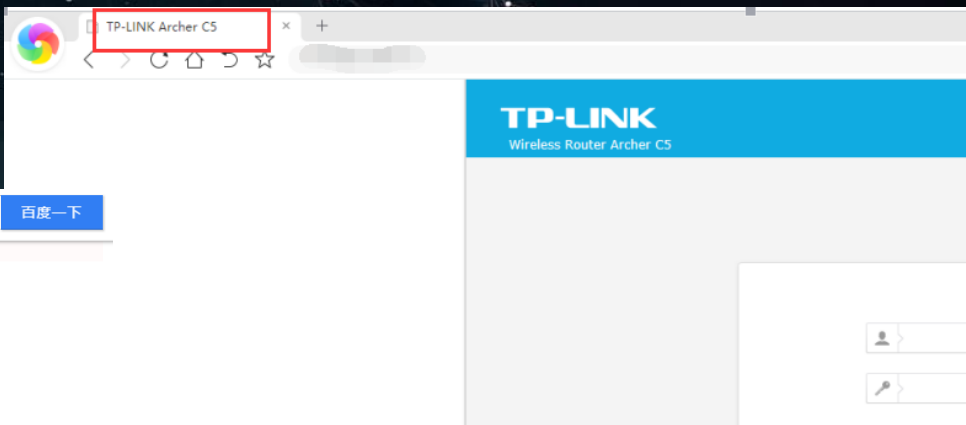 TP-LINK Archer C5
TP-LINK
Wireless Router Archer C5
百度一下